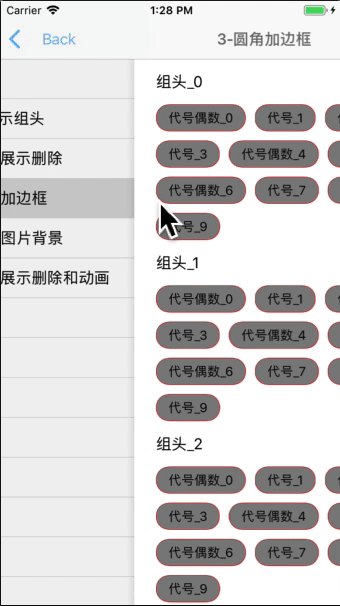 Carrier 1:28 PM
Back 3-圆角加边框
示组头
展示删除
加边框
图片背景
展示删除和动画
组头_0
代号偶数_0 代号_1
代号_3 代号偶数_4
代号偶数_6 代号_7
号_9
组头_1
代号偶数_0 代号_1
代号_3 代号偶数_4
代号偶数_6 代号_7
代号_9
组头_2
代号偶数_0 代号_1
代号_3 代号偶数_4
代号偶数_6 代号_7
代号_9